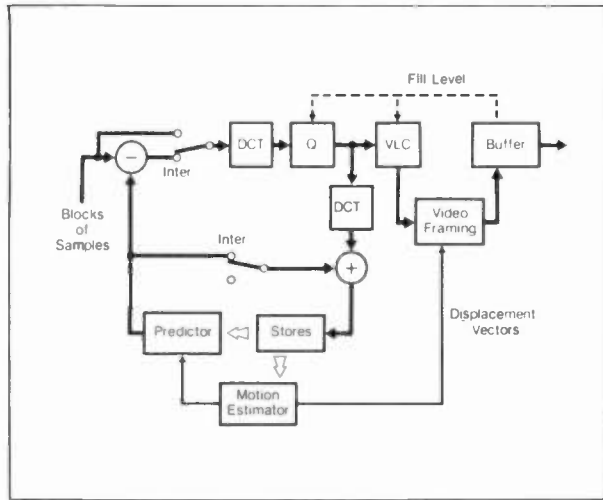 Fill Level
−
Inter
DCT
Q
VLC
Buffer
Blocks
of
Samples
DCT
Video
Framing
Inter
+
Predictor
Stores
Displacement
Vectors
Motion
Estimator